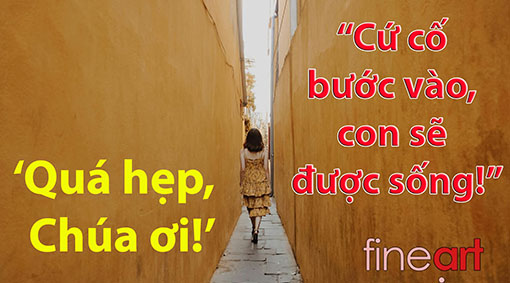 “Cứ cố
bước vào,
con sẽ
được sống!”
‘Quá hẹp,
Chúa ơi!’
fineart